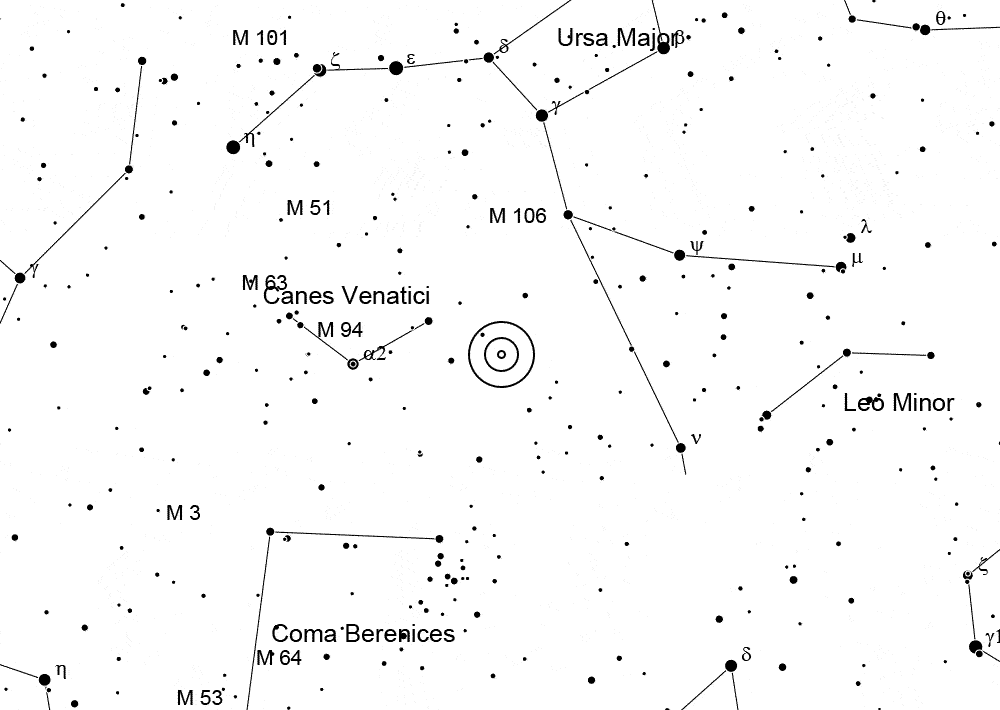 θ
M 101
ζ
ε
δ
Ursa Major
β
γ
η
M 51
M 106
λ
ψ
μ
γ
M 63
Canes Venatici
M 94
α2
Leo Minor
ν
M 3
ζ
Coma Berenices
γ1
M 64
δ
η
M 53